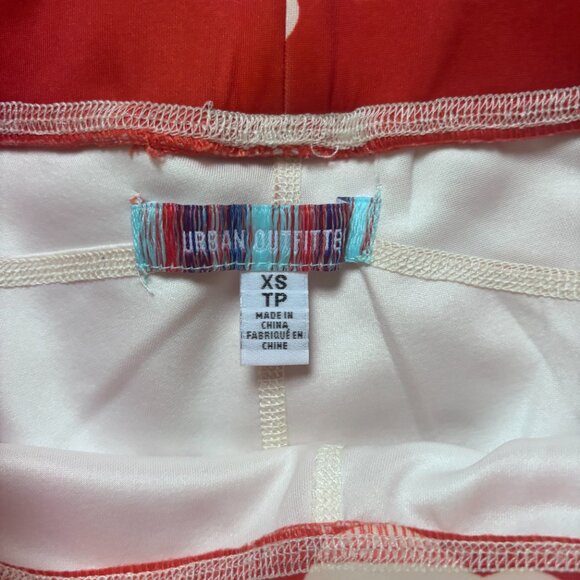 URBAN OUTFITTE
XS
TP
MADE IN
CHINA
FABRIQUÉ EN
CHINE